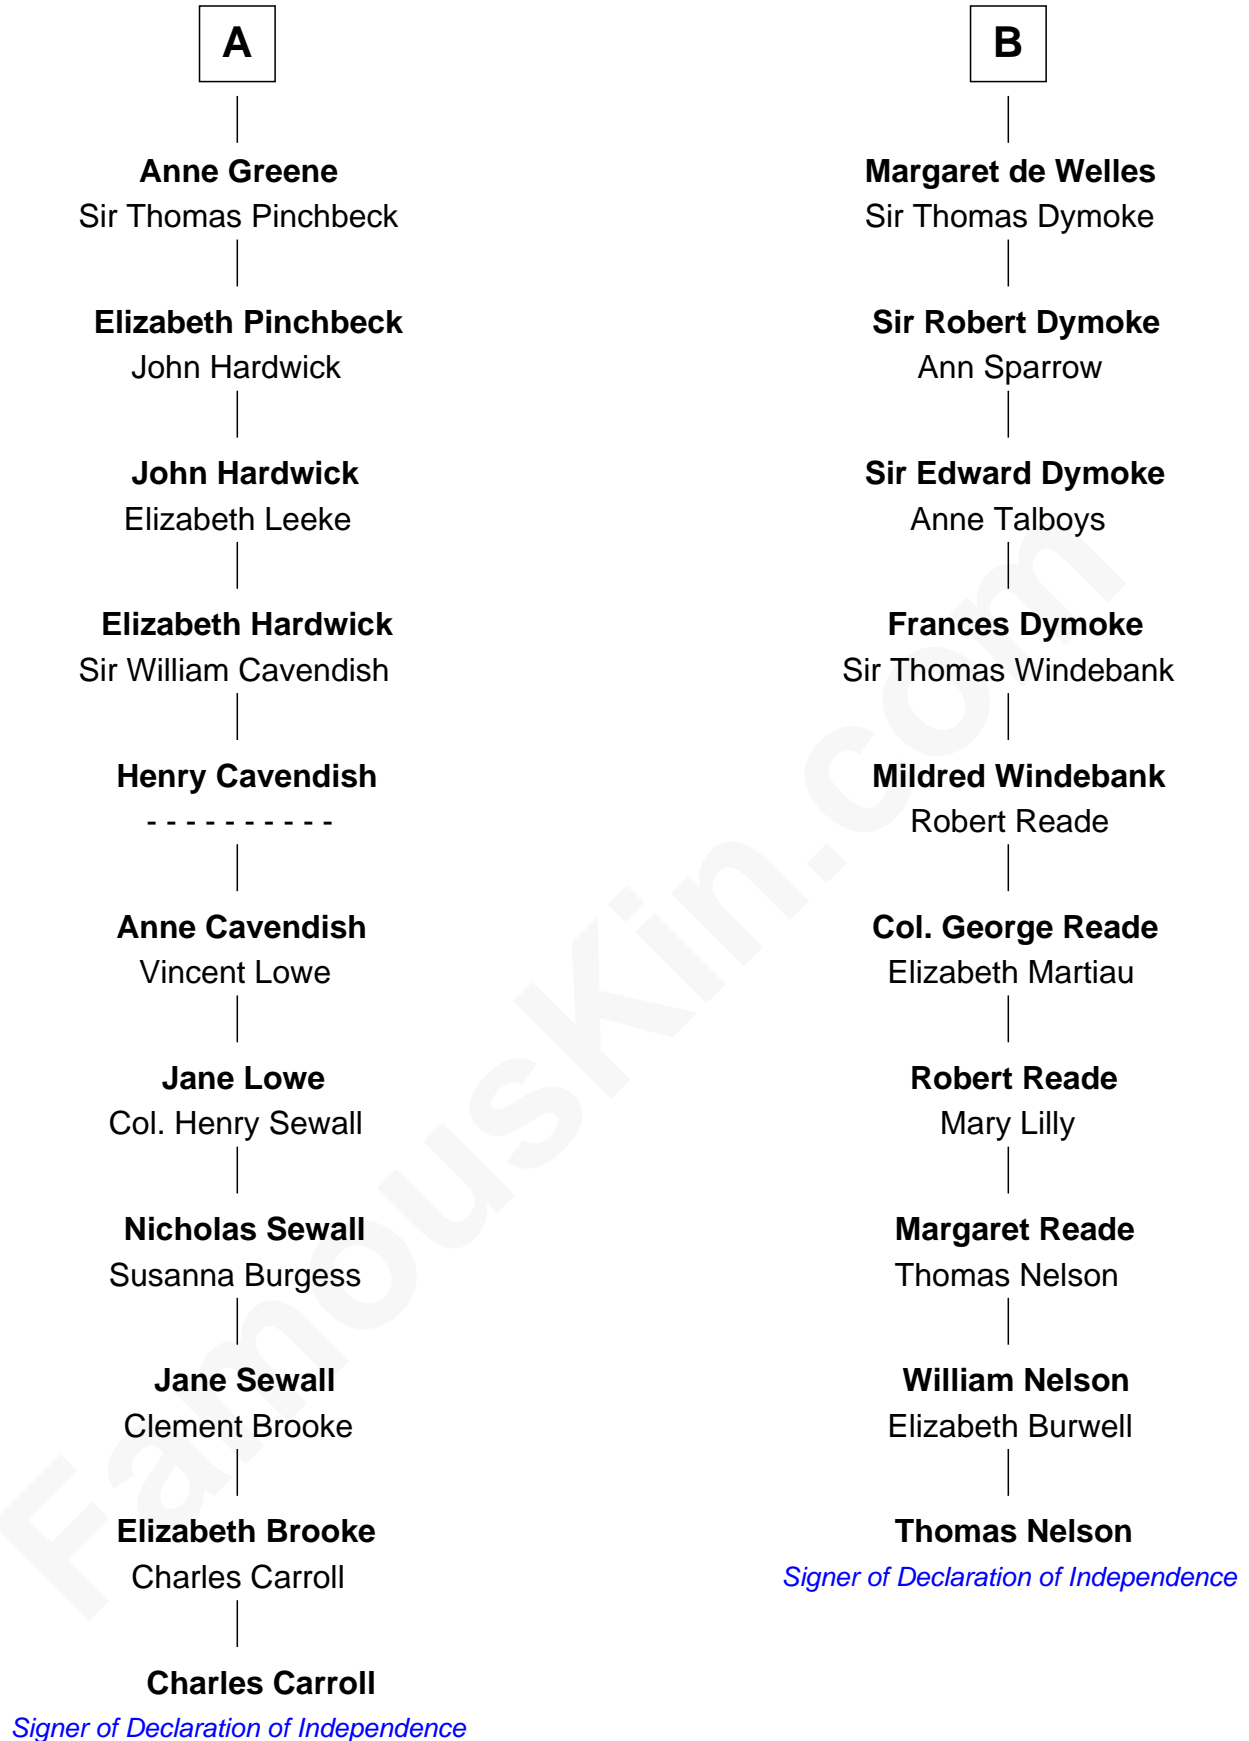 A
Anne Greene
Sir Thomas Pinchbeck
Elizabeth Pinchbeck
John Hardwick
John Hardwick
Elizabeth Leeke
Elizabeth Hardwick
Sir William Cavendish
Henry Cavendish
- - - - - - - - - -
Anne Cavendish
Vincent Lowe
Jane Lowe
Col. Henry Sewall
Nicholas Sewall
Susanna Burgess
Jane Sewall
Clement Brooke
Elizabeth Brooke
Charles Carroll
Charles Carroll
Signer of Declaration of Independence
B
Margaret de Welles
Sir Thomas Dymoke
Sir Robert Dymoke
Ann Sparrow
Sir Edward Dymoke
Anne Talboys
Frances Dymoke
Sir Thomas Windebank
Mildred Windebank
Robert Reade
Col. George Reade
Elizabeth Martiau
Robert Reade
Mary Lilly
Margaret Reade
Thomas Nelson
William Nelson
Elizabeth Burwell
Thomas Nelson
Signer of Declaration of Independence
FamousKin.com